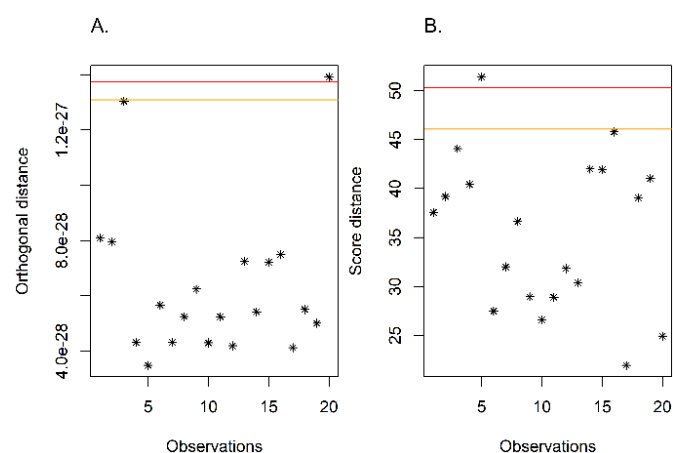 A.
B.
Orthogonal distance
1.2e-27
8.0e-28
4.0e-28
5
10
15
20
Observations
Score distance
50
45
40
35
30
25
5
10
15
20
Observations